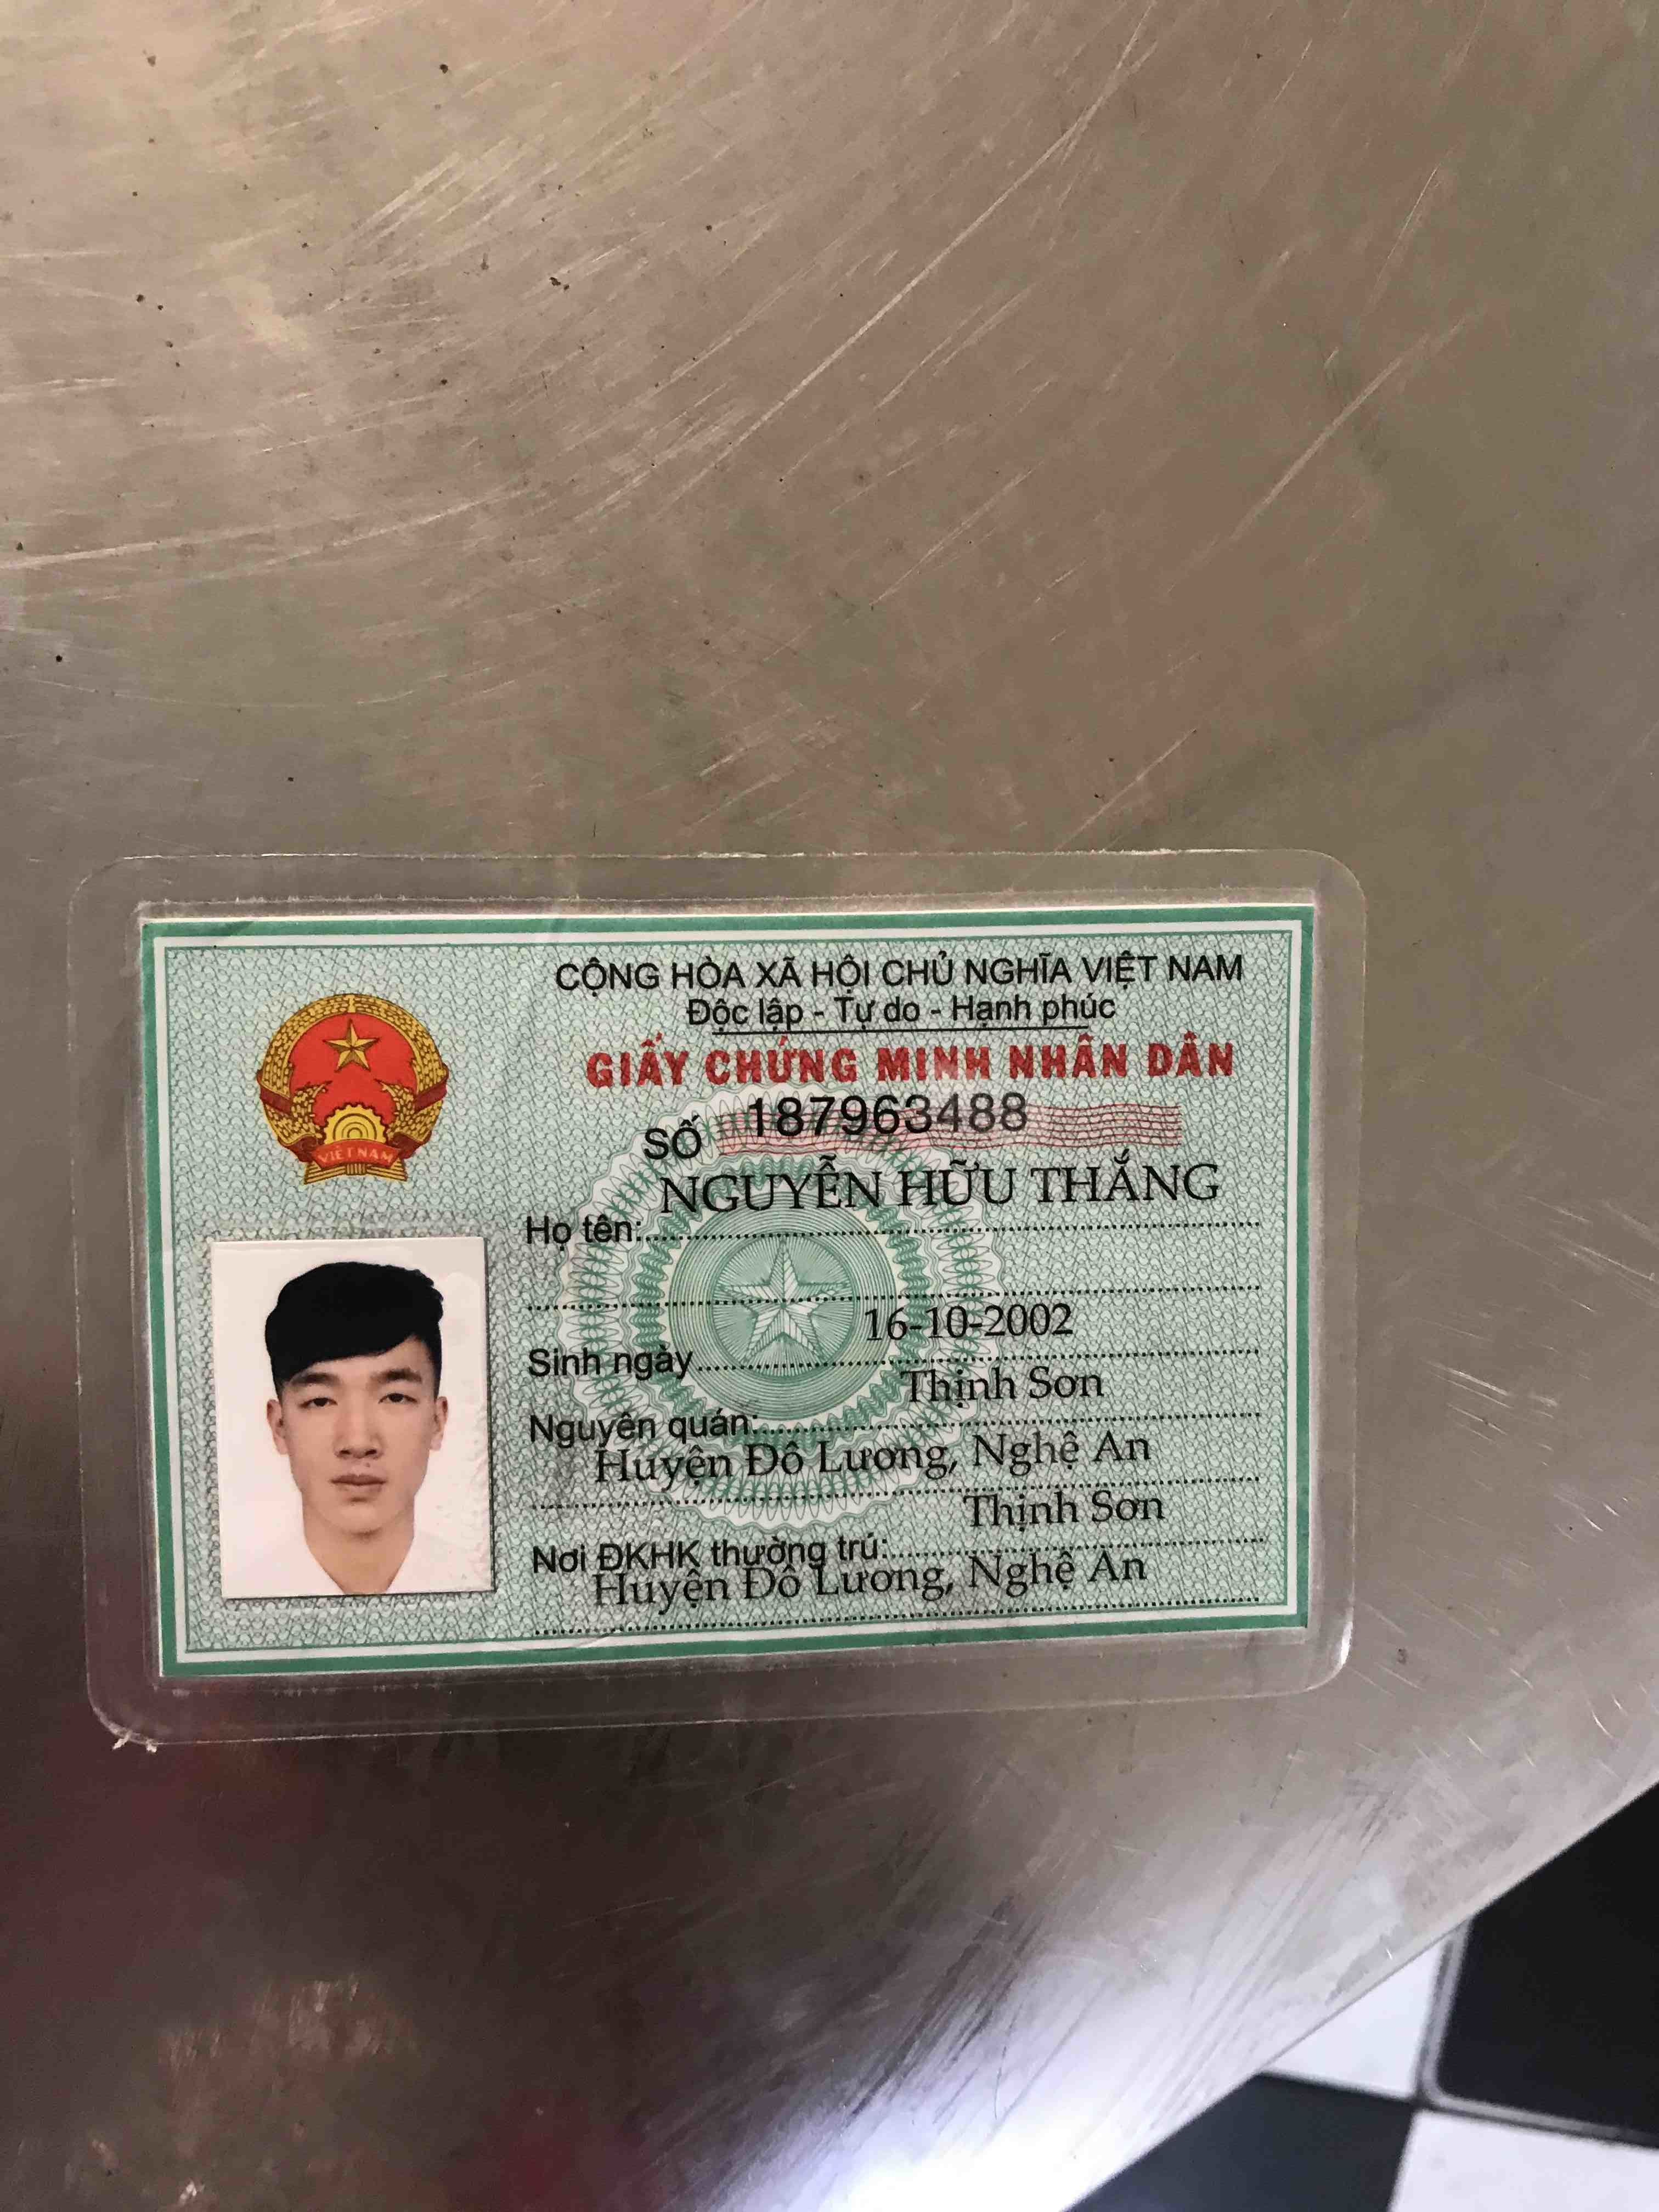 CỘNG HÒA XÃ HỘI CHỦ NGHĨA VIỆT NAM
Độc lập - Tự do - Hạnh phúc
GIẤY CHỨNG MINH NHÂN DÂN
SỐ 187963488
Họ tên: NGUYỄN HỮU THẮNG
Sinh ngày 16-10-2002
Nguyên quán: Thịnh Sơn
Huyện Đô Lương, Nghệ An
Nơi ĐKHK thường trú: Thịnh Sơn
Huyện Đô Lương, Nghệ An
VIỆT NAM